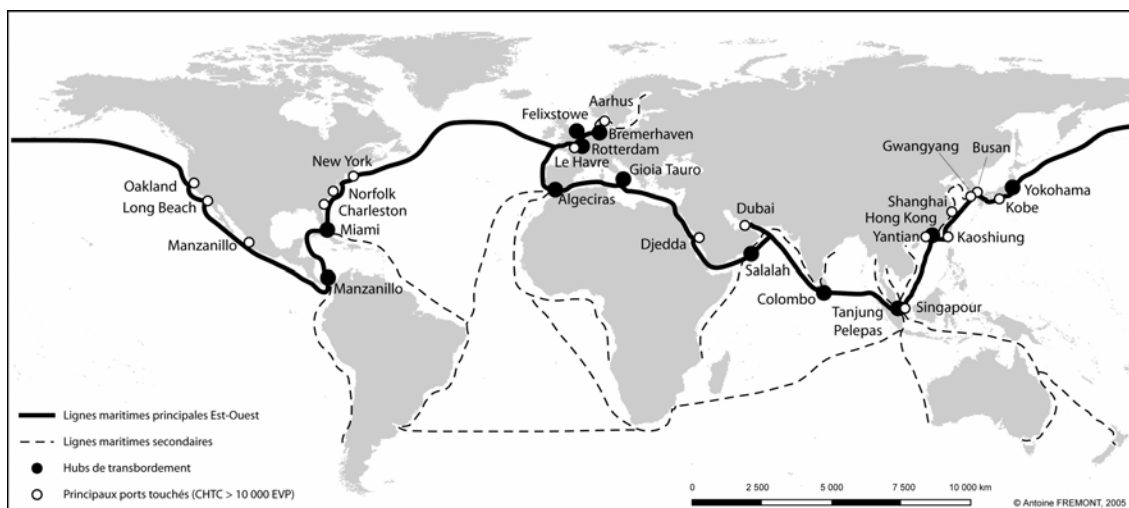 Aarhus
Felixstowe
Bremerhaven
Rotterdam
Le Havre
Gioia Tauro
Algeciras
New York
Norfolk
Charleston
Miami
Oakland
Long Beach
Manzanillo
Manzanillo
Djedda
Dubai
Salalah
Colombo
Tanjung
Pelepas
Singapour
Gwangyang
Busan
Shanghai
Hong Kong
Yantian
Kaoshiung
Yokohama
Kobe
Lignes maritimes principales Est-Ouest
Lignes maritimes secondaires
Hubs de transbordement
Principaux ports touchés (CHTC > 10 000 EVP)
0 2 500 5 000 7 500 10 000 km
© Antoine FREMONT, 2005